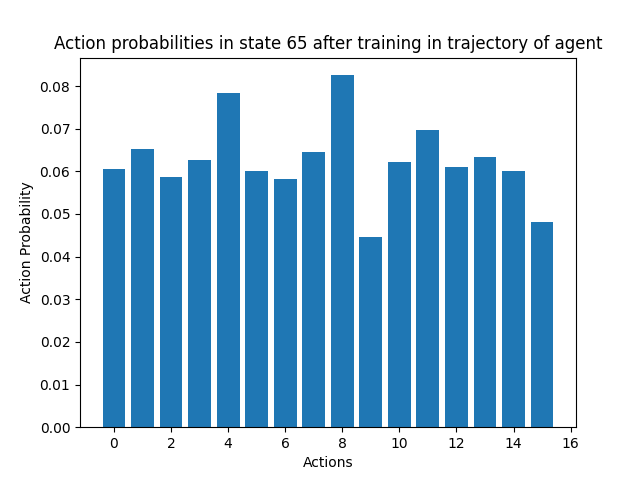 Action probabilities in state 65 after training in trajectory of agent
0.08
0.07
0.06
0.05
0.04
0.03
0.02
0.01
0.00
Action Probability
0 2 4 6 8 10 12 14 16
Actions